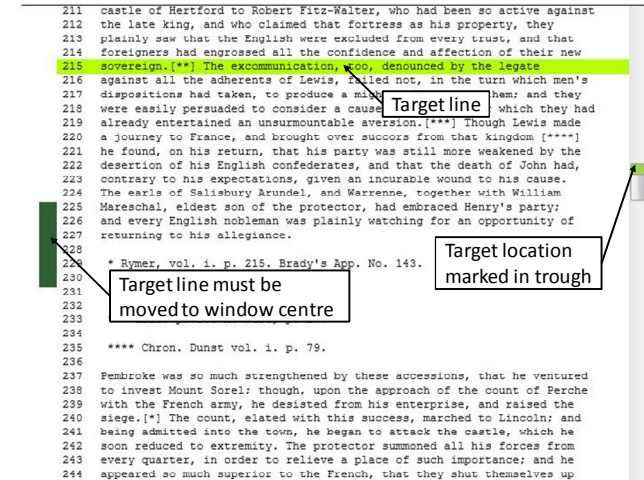 211 castle of Hertford to Robert Fitz-Walter, who had been so active against
212 the late king, and who claimed that fortress as his property, they
213 plainly saw that the English were excluded from every trust, and that
214 foreigners had engrossed all the confidence and affection of their new
215 sovereign.[**] The excommunication, too, denounced by the legate
216 against all the adherents of Lewis, failed not, in the turn which men's
217 dispositions had taken, to produce a mig hem; and they
218 were easily persuaded to consider a cause r which they had
Target line
219 already entertained an unsurmountable aversion.[***] Though Lewis made
220 a journey to France, and brought over succors from that kingdom [****]
221 he found, on his return, that his party was still more weakened by the
222 desertion of his English confederates, and that the death of John had,
223 contrary to his expectations, given an incurable wound to his cause.
224 The earls of Salisbury Arundel, and Warrenne, together with William
225 Mareschal, eldest son of the protector, had embraced Henry's party;
226 and every English nobleman was plainly watching for an opportunity of
227 returning to his allegiance.
228
Target location
marked in trough
229 * Rymer, vol. i. p. 215. Brady's App. No. 143.
230
Target line must be
moved to window centre
231
232
233
234
235 **** Chron. Dunst vol. i. p. 79.
236
237 Pembroke was so much strengthened by these accessions, that he ventured
238 to invest Mount Sorel; though, upon the approach of the count of Perche
239 with the French army, he desisted from his enterprise, and raised the
240 siege.[*] The count, elated with this success, marched to Lincoln; and
241 being admitted into the town, he began to attack the castle, which he
242 soon reduced to extremity. The protector summoned all his forces from
243 every quarter, in order to relieve a place of such importance; and he
244 appeared so much superior to the French, that they shut themselves up